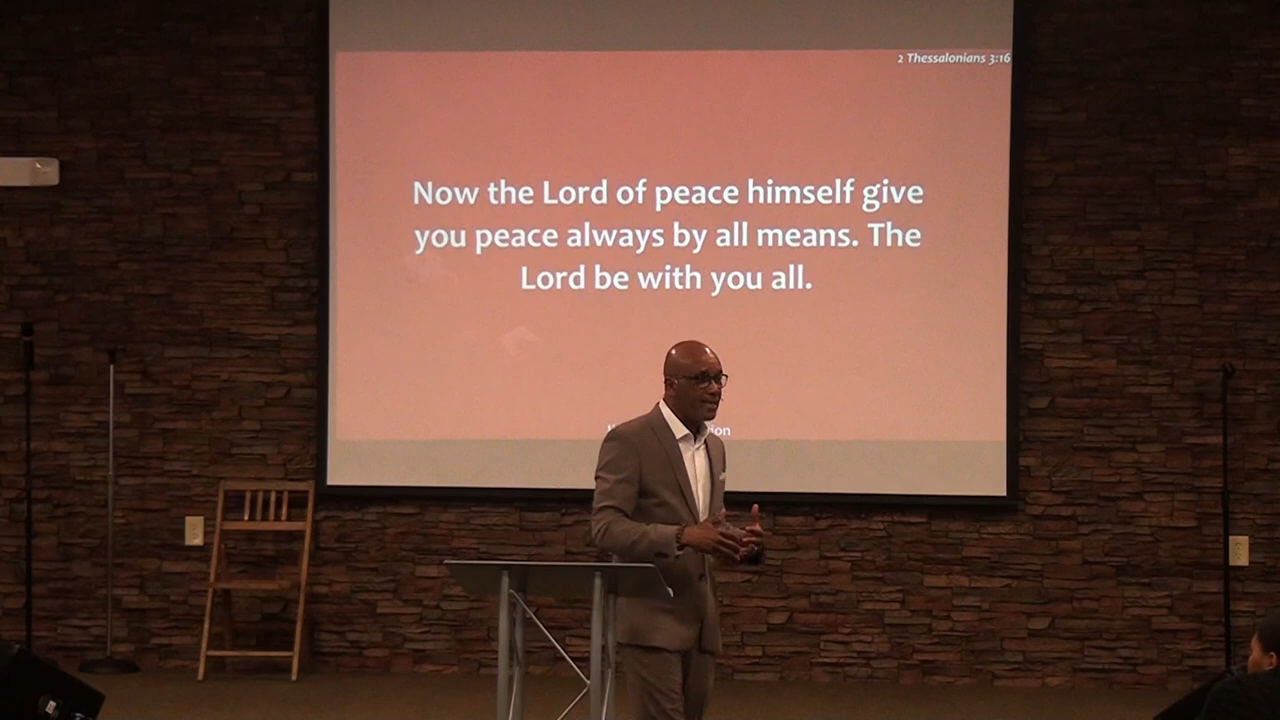 2 Thessalonians 3:16
Now the Lord of peace himself give
you peace always by all means. The
Lord be with you all.